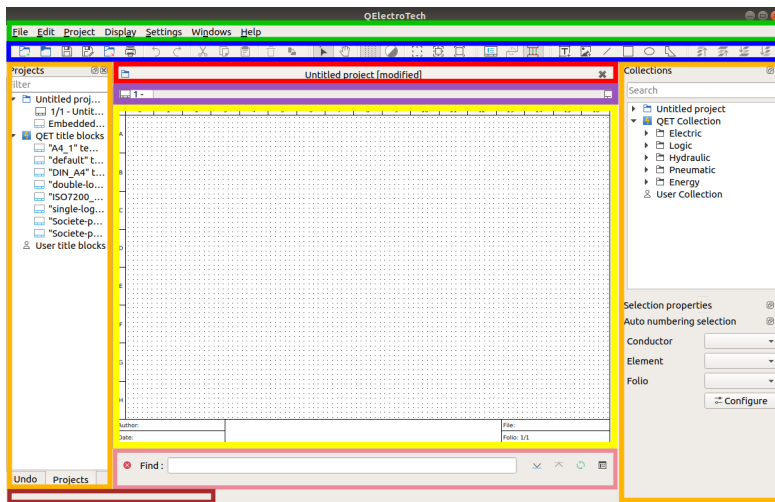 QElectroTech
File Edit Project Display Settings Windows Help
Projects
Filter
Untitled proj...
1/1 - Untit...
Embedded...
QET title blocks
"A4_1" te...
"default" t...
"DIN_A4" t...
"double-lo...
"ISO7200_...
"single-log...
"Societe-p...
"Societe-p...
User title blocks
Undo Projects
Untitled project [modified]
1 -
A
B
C
D
E
F
G
H
Author:
Date:
File:
Folio: 1/1
Find :
Collections
Search
Untitled project
QET Collection
Electric
Logic
Hydraulic
Pneumatic
Energy
User Collection
Selection properties
Auto numbering selection
Conductor
Element
Folio
Configure